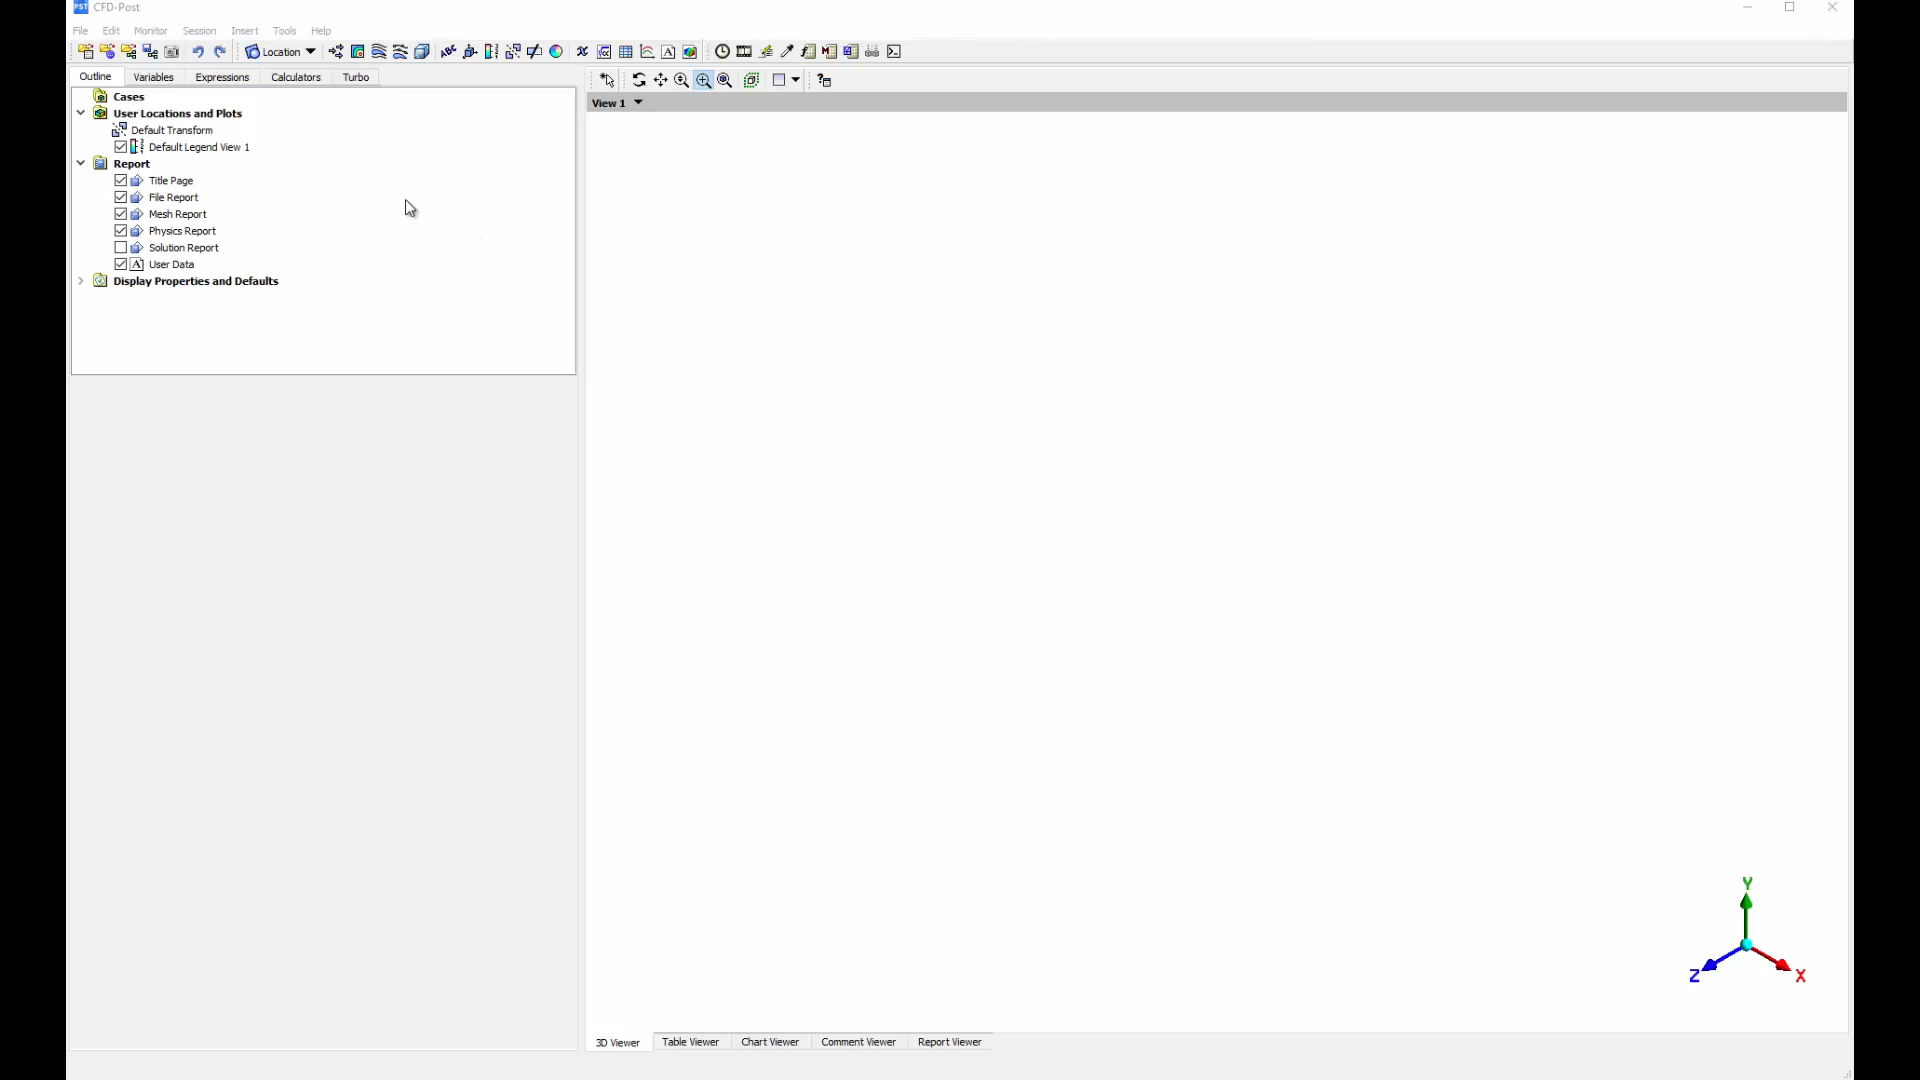 PST CFD-Post
File Edit Monitor Session Insert Tools Help
Location
Outline Variables Expressions Calculators Turbo
Cases
User Locations and Plots
Default Transform
Default Legend View 1
Report
Title Page
File Report
Mesh Report
Physics Report
Solution Report
User Data
Display Properties and Defaults
View 1
Y
Z X
3D Viewer Table Viewer Chart Viewer Comment Viewer Report Viewer